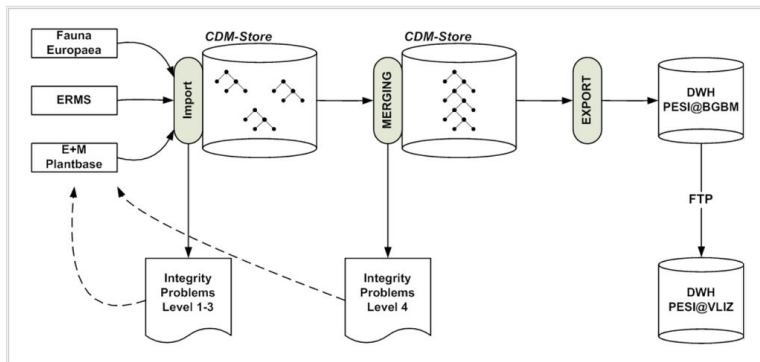 Fauna
Europaea
ERMS
E+M
Plantbase
Import
CDM-Store
MERGING
CDM-Store
EXPORT
DWH
PESI@BGBM
FTP
Integrity
Problems
Level 1-3
Integrity
Problems
Level 4
DWH
PESI@VLIZ